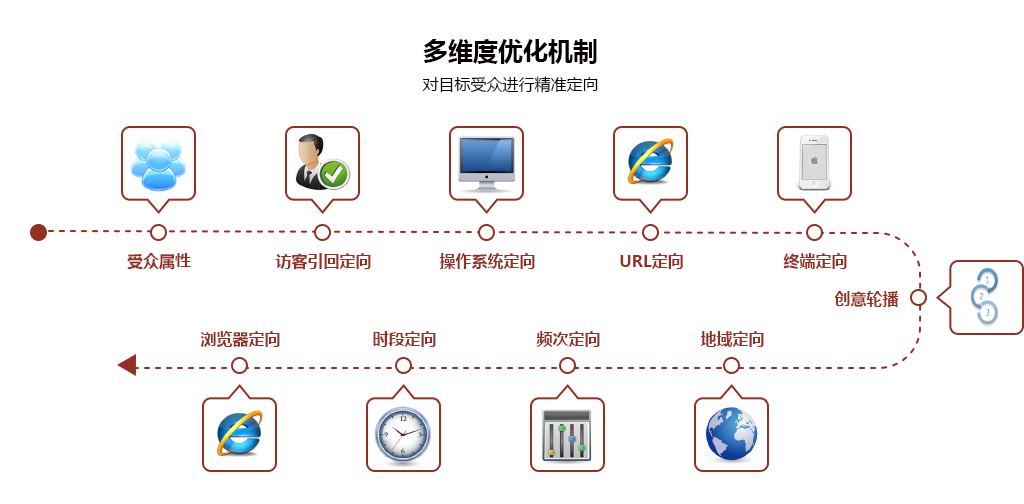 多维度优化机制
对目标受众进行精准定向
受众属性
访客引回定向
操作系统定向
URL定向
终端定向
创意轮播
1
2
3
浏览器定向
时段定向
频次定向
地域定向
12
3
6
9